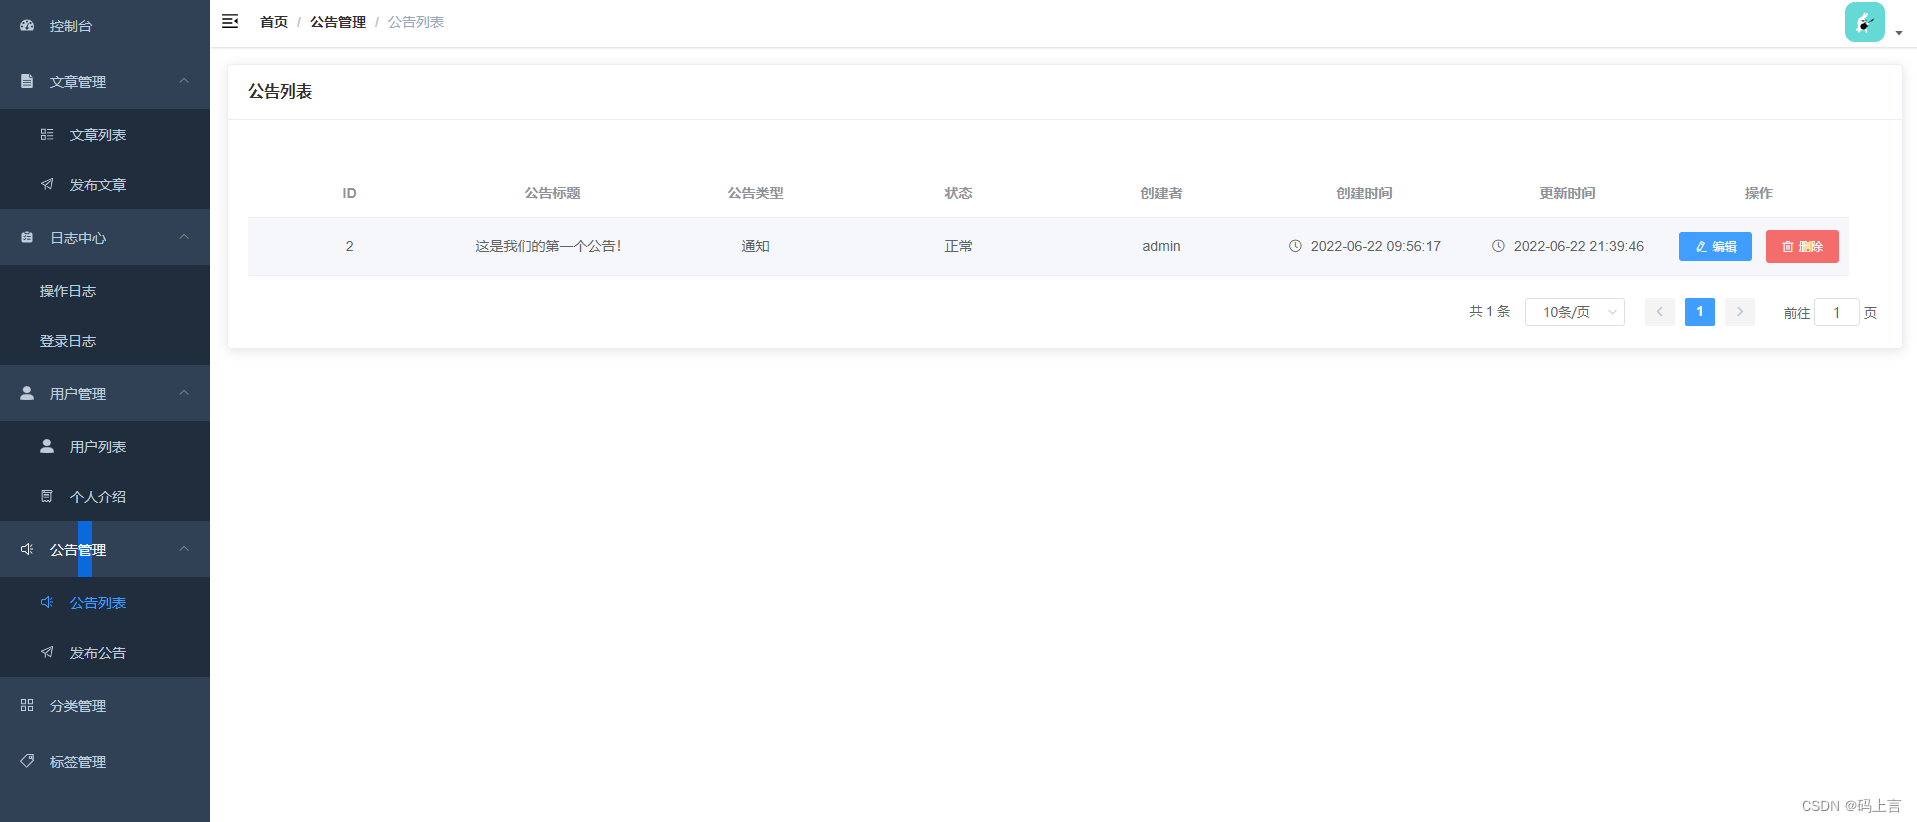 控制台
文章管理
文章列表
发布文章
日志中心
操作日志
登录日志
用户管理
用户列表
个人介绍
公告管理
公告列表
发布公告
分类管理
标签管理
首页 / 公告管理 / 公告列表
公告列表
ID 公告标题 公告类型 状态 创建者 创建时间 更新时间 操作
2 这是我们的第一个公告! 通知 正常 admin 2022-06-22 09:56:17 2022-06-22 21:39:46 编辑 删除
共 1 条 10条/页 1 前往 1 页
CSDN @码上言